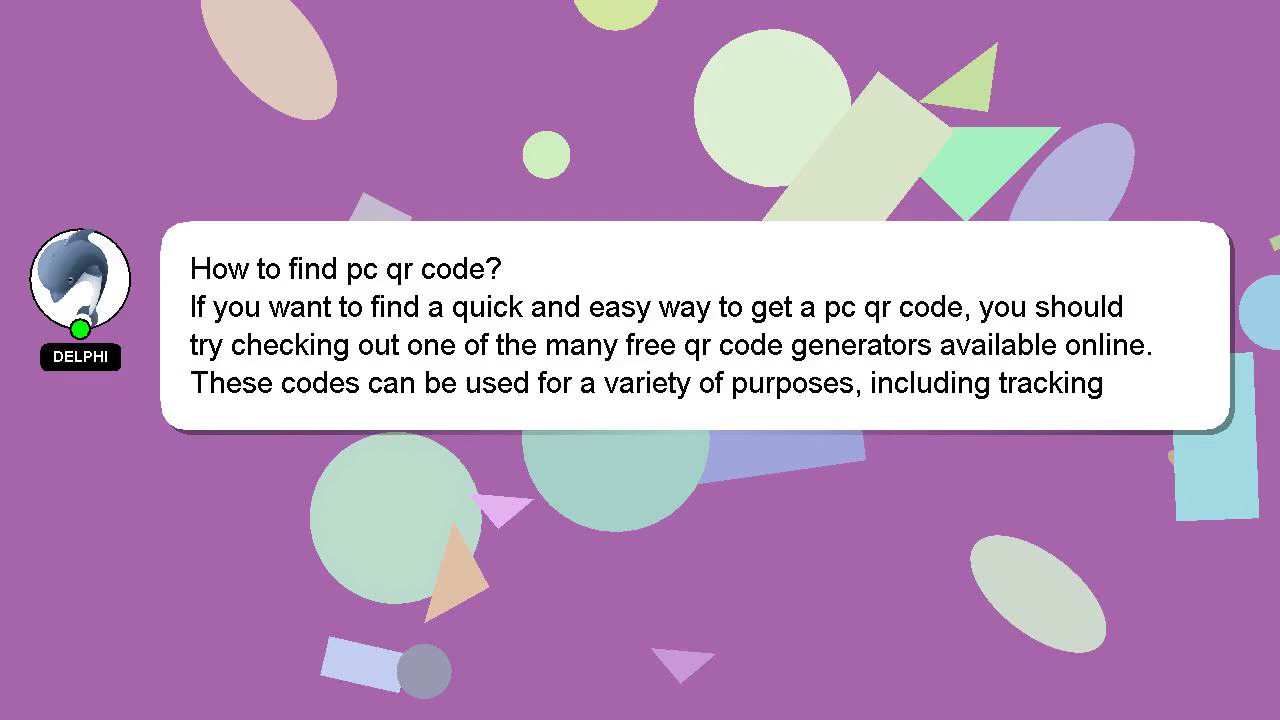 How to find pc qr code?
If you want to find a quick and easy way to get a pc qr code, you should
try checking out one of the many free qr code generators available online.
These codes can be used for a variety of purposes, including tracking
DELPHI